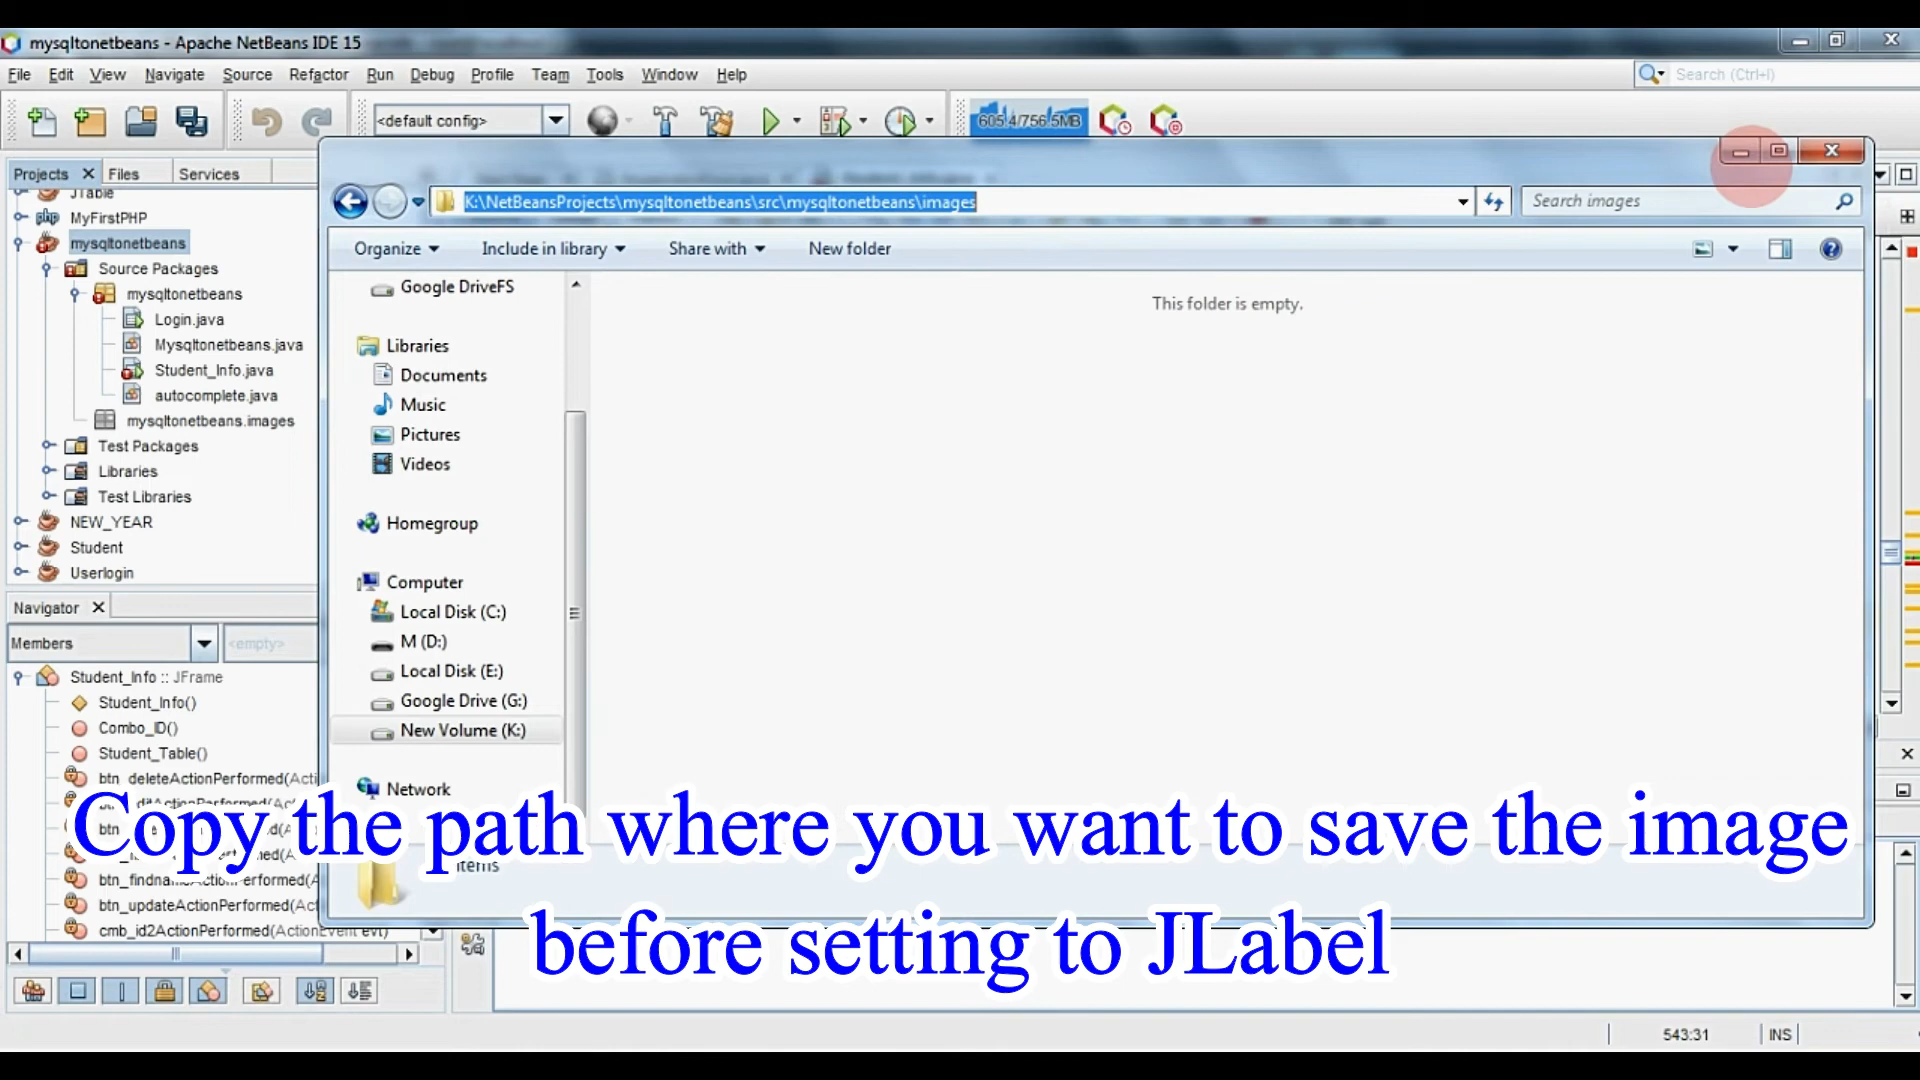 mysqltonetbeans - Apache NetBeans IDE 15
File Edit View Navigate Source Refactor Run Debug Profile Team Tools Window Help
Search (Ctrl+I)
<default config>
605.4/756.5MB
Projects Files Services
JTable
MyFirstPHP
mysqltonetbeans
Source Packages
mysqltonetbeans
Login.java
Mysqltonetbeans.java
Student_Info.java
autocomplete.java
mysqltonetbeans.images
Test Packages
Libraries
Test Libraries
NEW_YEAR
Student
Userlogin
Navigator
Members
<empty>
Student_Info :: JFrame
Student_Info()
Combo_ID()
Student_Table()
btn_deleteActionPerformed(Acti
btn_findnameActionPerformed(A
btn_updateActionPerformed(Act
cmb_id2ActionPerformed(ActionEvent evt)
K:\NetBeansProjects\mysqltonetbeans\src\mysqltonetbeans\images
Search images
Organize Include in library Share with New folder
Google DriveFS
Libraries
Documents
Music
Pictures
Videos
Homegroup
Computer
Local Disk (C:)
M (D:)
Local Disk (E:)
Google Drive (G:)
New Volume (K:)
Network
This folder is empty.
items
Copy the path where you want to save the image
before setting to JLabel
543:31 INS